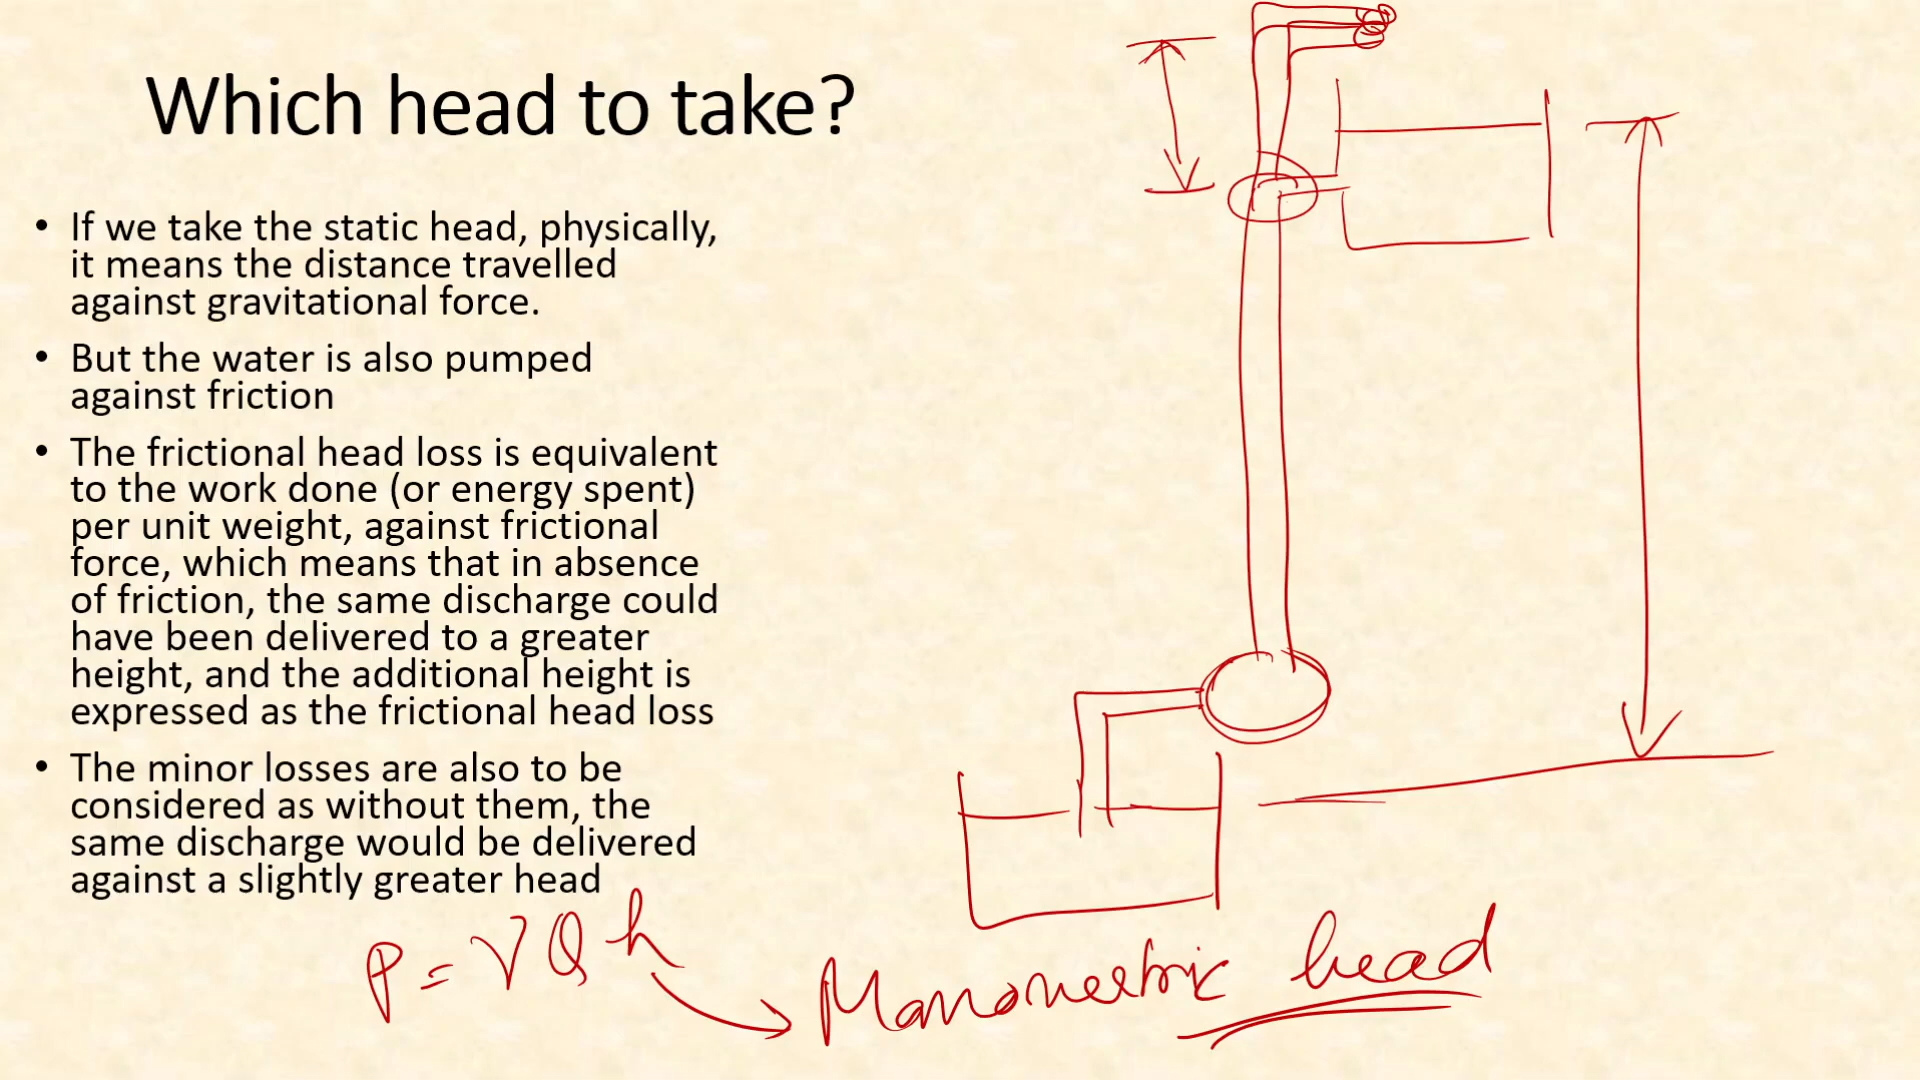 Which head to take?
• If we take the static head, physically,
it means the distance travelled
against gravitational force.
• But the water is also pumped
against friction
• The frictional head loss is equivalent
to the work done (or energy spent)
per unit weight, against frictional
force, which means that in absence
of friction, the same discharge could
have been delivered to a greater
height, and the additional height is
expressed as the frictional head loss
• The minor losses are also to be
considered as without them, the
same discharge would be delivered
against a slightly greater head
P = γQh
Manometric head